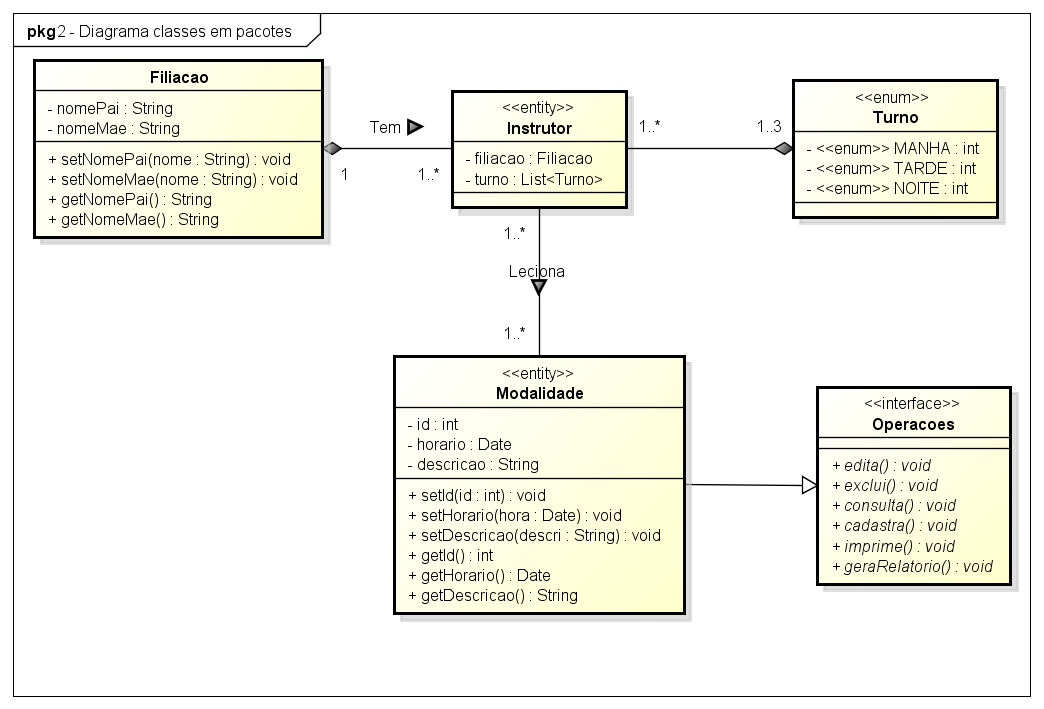 pkg 2 - Diagrama classes em pacotes
Filiacao
- nomePai : String
- nomeMae : String
+ setNomePai(nome : String) : void
+ setNomeMae(nome : String) : void
+ getNomePai() : String
+ getNomeMae() : String
Tem
1
1..*
<<entity>>
Instrutor
- filiacao : Filiacao
- turno : List<Turno>
1..*
1..3
<<enum>>
Turno
- <<enum>> MANHA : int
- <<enum>> TARDE : int
- <<enum>> NOITE : int
1..*
Leciona
1..*
<<entity>>
Modalidade
- id : int
- horario : Date
- descricao : String
+ setId(id : int) : void
+ setHorario(hora : Date) : void
+ setDescricao(descri : String) : void
+ getId() : int
+ getHorario() : Date
+ getDescricao() : String
<<interface>>
Operacoes
+ edita() : void
+ exclui() : void
+ consulta() : void
+ cadastra() : void
+ imprime() : void
+ geraRelatorio() : void